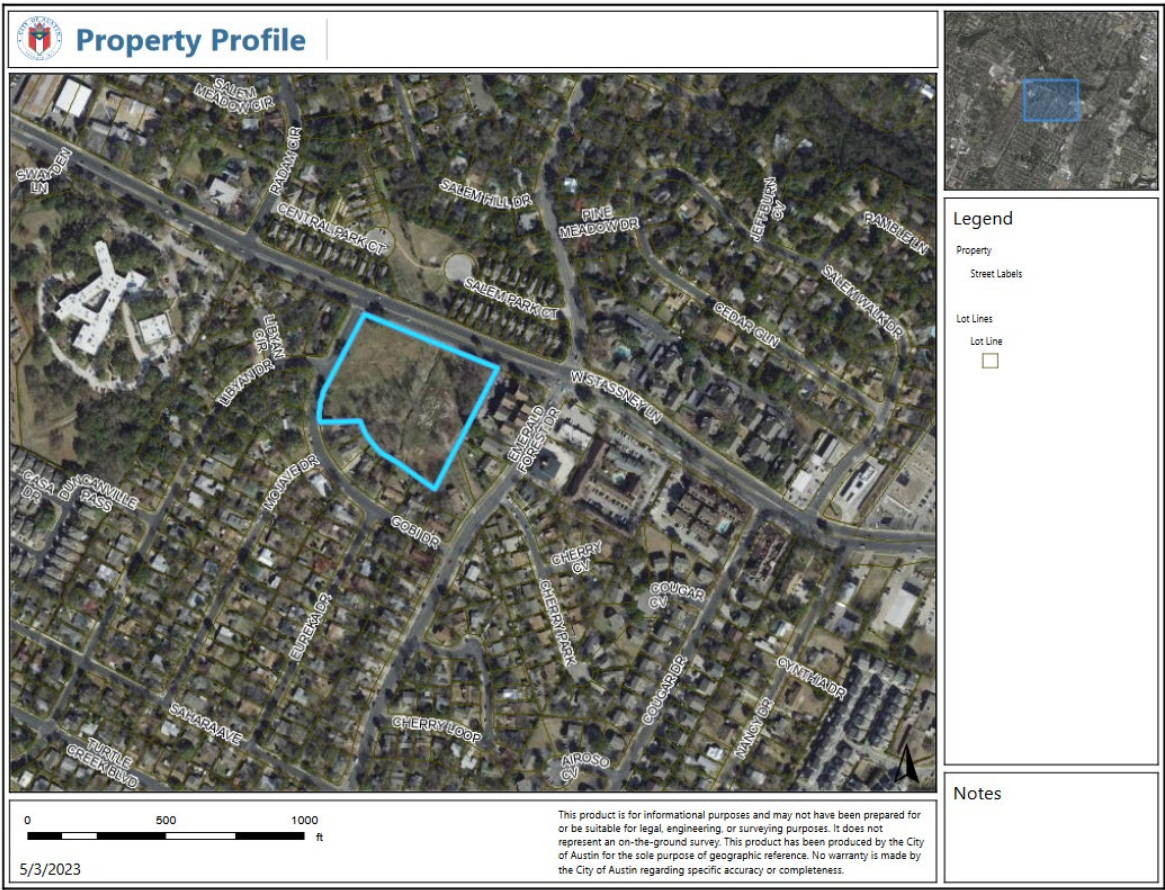 Property Profile
SALEM
MEADOW CIR
SWAYDEN
LN
RADAM CIR
CENTRAL PARK CT
SALEM HILL DR
PINE
MEADOW DR
JEFFBURN
CV
RAMBLE LN
SALEM PARK CT
CEDAR GLN
SALEM WALK DR
LIBYAN
CIR
LIBYAN DR
W STASSNEY LN
EMERALD
FOREST DR
CASA
DR
DUNCANVILLE
PASS
MOJAVE DR
GOBI DR
CHERRY
CV
CHERRY PARK
COUGAR
CV
EUREKA DR
COUGAR DR
CYNTHIA DR
NANCY DR
SAHARA AVE
CHERRY LOOP
AIROSO
CV
TURTLE
CREEK BLVD
Legend
Property
Street Labels
Lot Lines
Lot Line
Notes
0 500 1000
ft
5/3/2023
This product is for informational purposes and may not have been prepared for
or be suitable for legal, engineering, or surveying purposes. It does not
represent an on-the-ground survey. This product has been produced by the City
of Austin for the sole purpose of geographic reference. No warranty is made by
the City of Austin regarding specific accuracy or completeness.